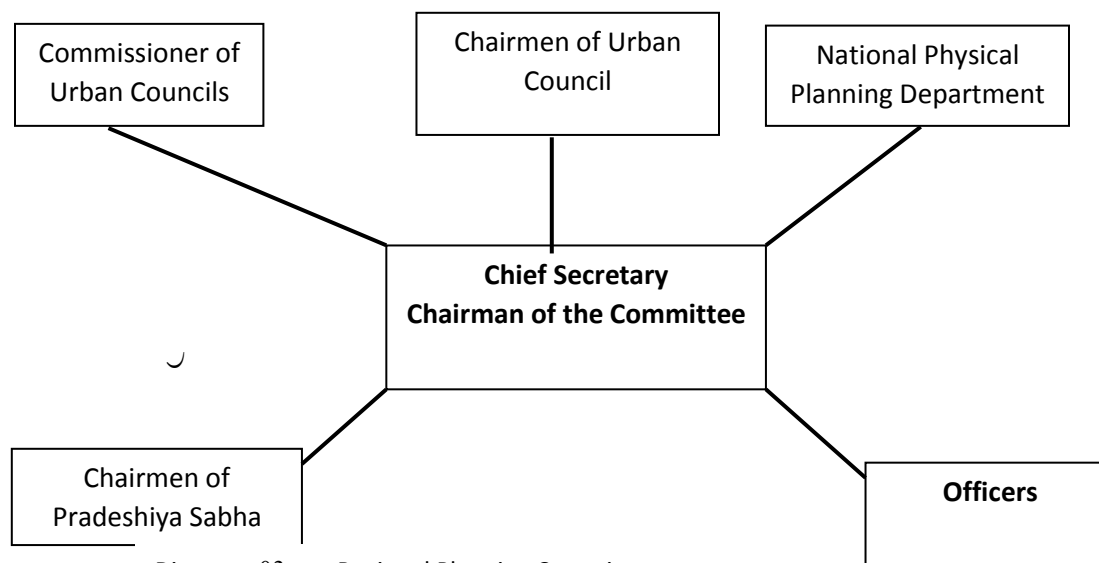 Commissioner of
Urban Councils
Chairmen of Urban
Council
National Physical
Planning Department
Chief Secretary
Chairman of the Committee
Chairmen of
Pradeshiya Sabha
Officers